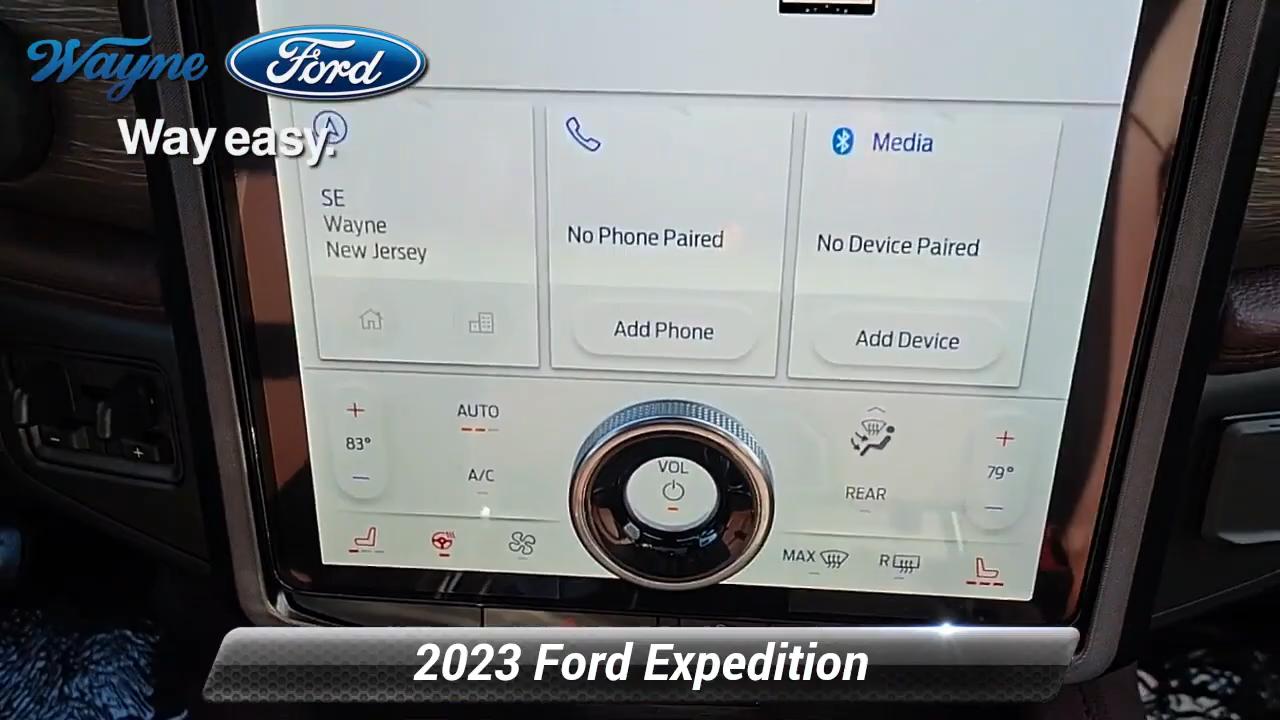 Wayne Ford
Way easy.
SE
Wayne
New Jersey
No Phone Paired
Add Phone
Media
No Device Paired
Add Device
+
83°
−
AUTO
A/C
VOL
REAR
+
79°
−
MAX
R
- +
2023 Ford Expedition